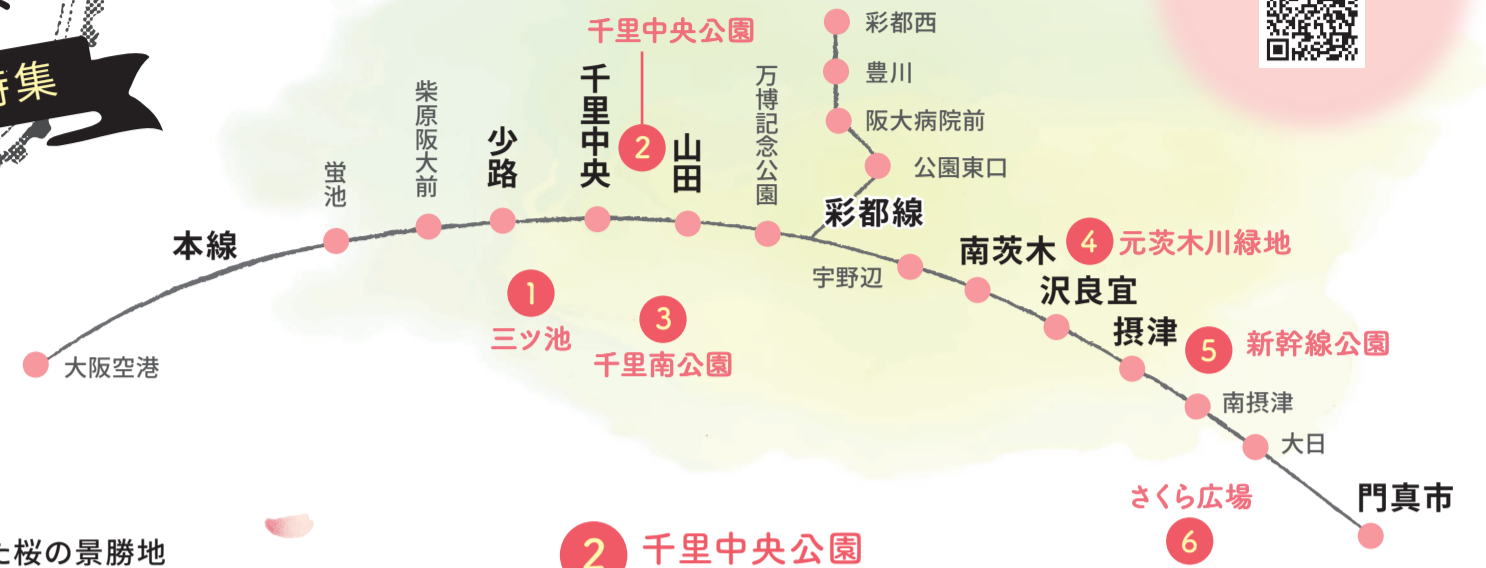 集
千里中央公園
2
彩都西
豊川
阪大病院前
公園東口
彩都線
本線
大阪空港
蛍池
柴原阪大前
少路
千里中央
山田
万博記念公園
宇野辺
南茨木
沢良宜
摂津
南摂津
大日
門真市
1
三ツ池
3
千里南公園
4 元茨木川緑地
5 新幹線公園
さくら広場
6
桜の景勝地
2 千里中央公園